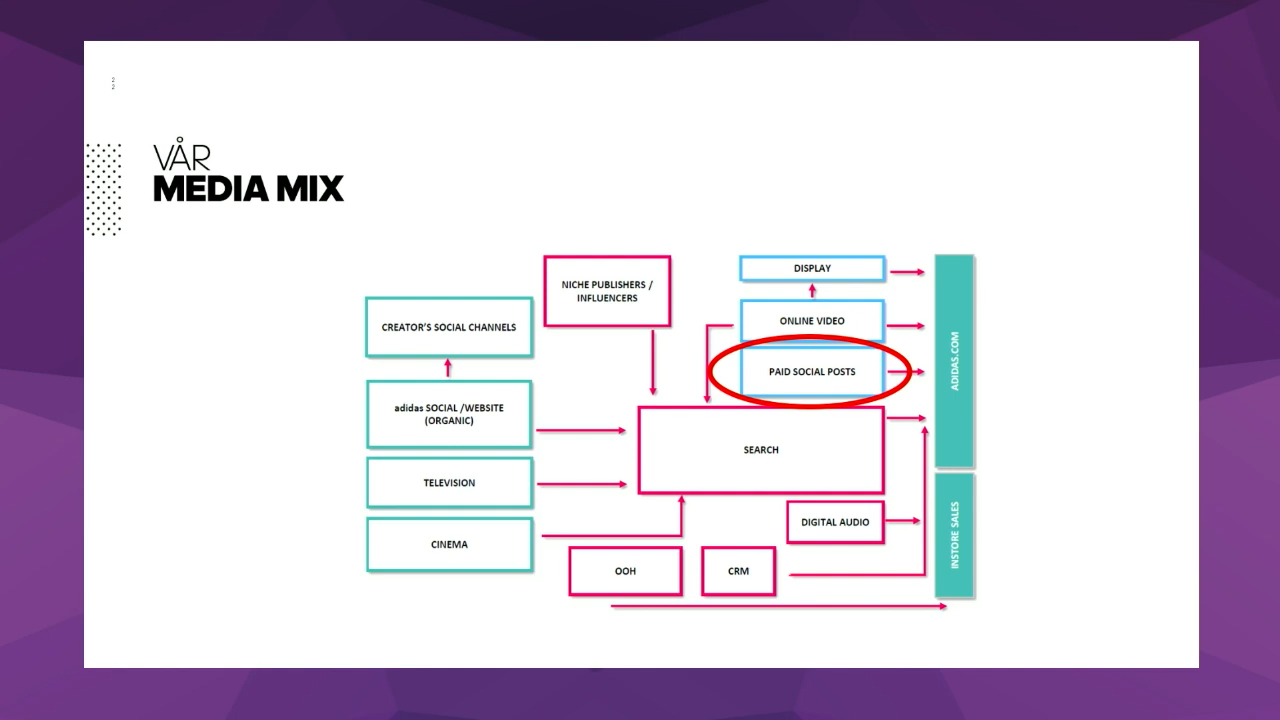 VÅR
MEDIA MIX
NICHE PUBLISHERS /
INFLUENCERS
DISPLAY
CREATOR'S SOCIAL CHANNELS
ONLINE VIDEO
PAID SOCIAL POSTS
adidas SOCIAL /WEBSITE
(ORGANIC)
SEARCH
TELEVISION
DIGITAL AUDIO
CINEMA
OOH
CRM
ADIDAS.COM
INSTORE SALES